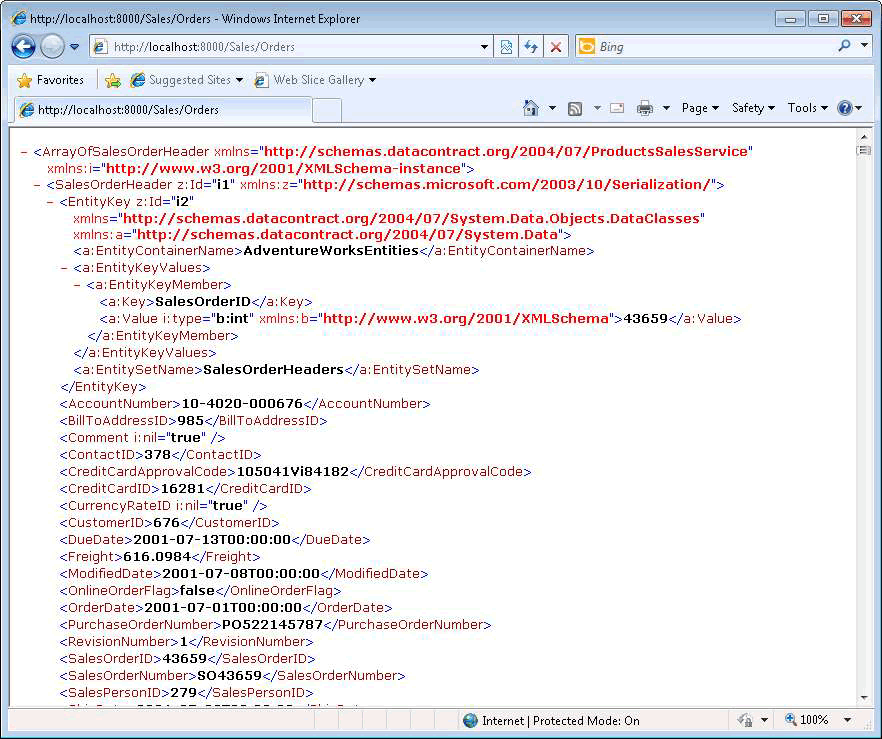 http://localhost:8000/Sales/Orders - Windows Internet Explorer
http://localhost:8000/Sales/Orders
Bing
Favorites Suggested Sites Web Slice Gallery
http://localhost:8000/Sales/Orders Page Safety Tools
- <ArrayOfSalesOrderHeader xmlns="http://schemas.datacontract.org/2004/07/ProductsSalesService"
xmlns:i="http://www.w3.org/2001/XMLSchema-instance">
- <SalesOrderHeader z:Id="i1" xmlns:z="http://schemas.microsoft.com/2003/10/Serialization/">
- <EntityKey z:Id="i2"
xmlns="http://schemas.datacontract.org/2004/07/System.Data.Objects.DataClasses"
xmlns:a="http://schemas.datacontract.org/2004/07/System.Data">
<a:EntityContainerName>AdventureWorksEntities</a:EntityContainerName>
- <a:EntityKeyValues>
- <a:EntityKeyMember>
<a:Key>SalesOrderID</a:Key>
<a:Value i:type="b:int" xmlns:b="http://www.w3.org/2001/XMLSchema">43659</a:Value>
</a:EntityKeyMember>
</a:EntityKeyValues>
<a:EntitySetName>SalesOrderHeaders</a:EntitySetName>
</EntityKey>
<AccountNumber>10-4020-000676</AccountNumber>
<BillToAddressID>985</BillToAddressID>
<Comment i:nil="true" />
<ContactID>378</ContactID>
<CreditCardApprovalCode>105041Vi84182</CreditCardApprovalCode>
<CreditCardID>16281</CreditCardID>
<CurrencyRateID i:nil="true" />
<CustomerID>676</CustomerID>
<DueDate>2001-07-13T00:00:00</DueDate>
<Freight>616.0984</Freight>
<ModifiedDate>2001-07-08T00:00:00</ModifiedDate>
<OnlineOrderFlag>false</OnlineOrderFlag>
<OrderDate>2001-07-01T00:00:00</OrderDate>
<PurchaseOrderNumber>PO522145787</PurchaseOrderNumber>
<RevisionNumber>1</RevisionNumber>
<SalesOrderID>43659</SalesOrderID>
<SalesOrderNumber>SO43659</SalesOrderNumber>
<SalesPersonID>279</SalesPersonID>
Internet | Protected Mode: On 100%